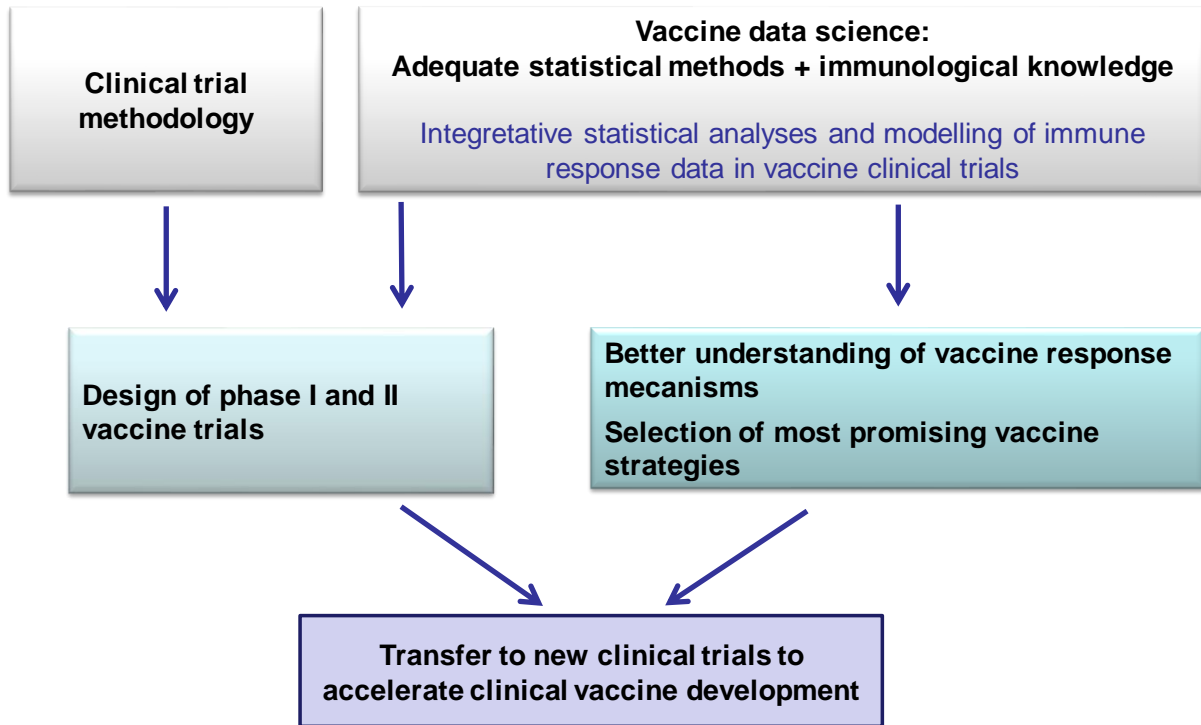 Clinical trial
methodology
Vaccine data science:
Adequate statistical methods + immunological knowledge
Integretative statistical analyses and modelling of immune
response data in vaccine clinical trials
Design of phase I and II
vaccine trials
Better understanding of vaccine response
mecanisms
Selection of most promising vaccine
strategies
Transfer to new clinical trials to
accelerate clinical vaccine development